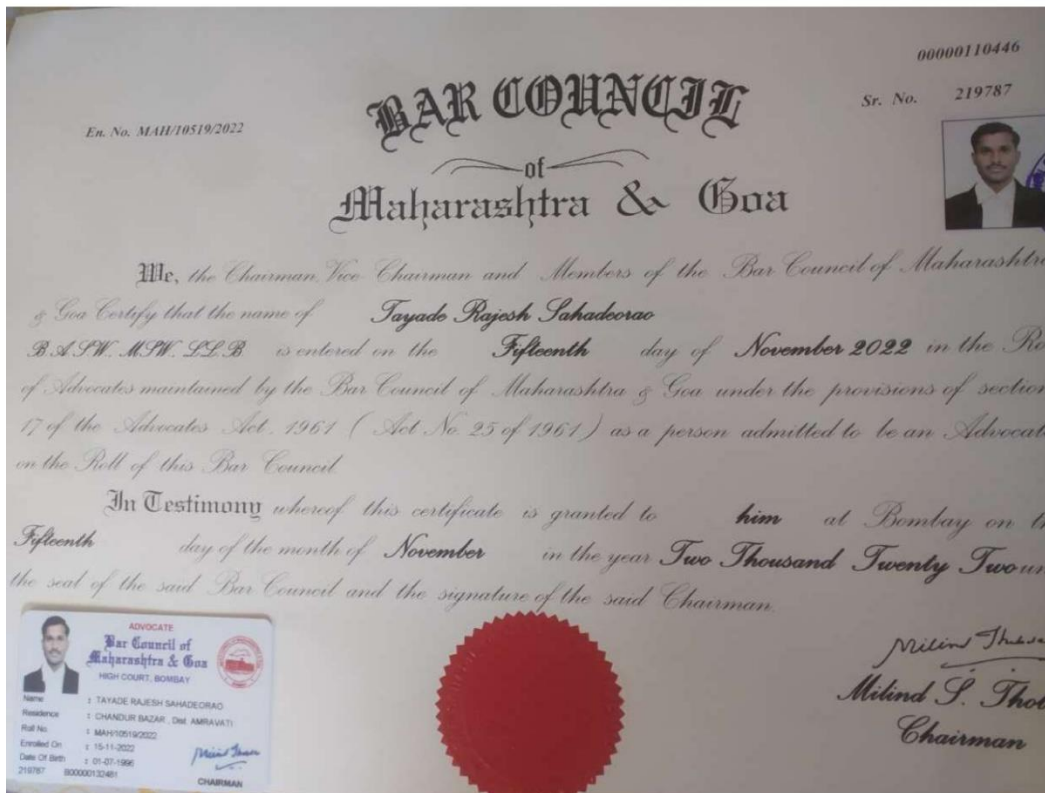 00000110446
Sr. No. 219787
En. No. MAH/10519/2022
BAR COUNCIL
of
Maharashtra & Goa
We, the Chairman, Vice Chairman and Members of the Bar Council of Maharashtra
& Goa Certify that the name of Tayade Rajesh Sahadeorao
B.A.S.W. M.S.W. L.L.B is entered on the Fifteenth day of November 2022 in the Ro
of Advocates maintained by the Bar Council of Maharashtra & Goa under the provisions of section
17 of the Advocates Act. 1961 ( Act No. 25 of 1961 ) as a person admitted to be an Advocat
on the Roll of this Bar Council.
In Testimony whereof this certificate is granted to him at Bombay on
Fifteenth day of the month of November in the year Two Thousand Twenty Two un
the seal of the said Bar Council and the signature of the said Chairman.
Milind S. Thob
Chairman
ADVOCATE
Bar Council of
Maharashtra & Goa
HIGH COURT, BOMBAY
Name : TAYADE RAJESH SAHADEORAO
Residence : CHANDUR BAZAR , Dist. AMRAVATI
Roll No. : MAH/10519/2022
Enrolled On : 15-11-2022
Date Of Birth : 01-07-1996
219787 B00000132481
CHAIRMAN